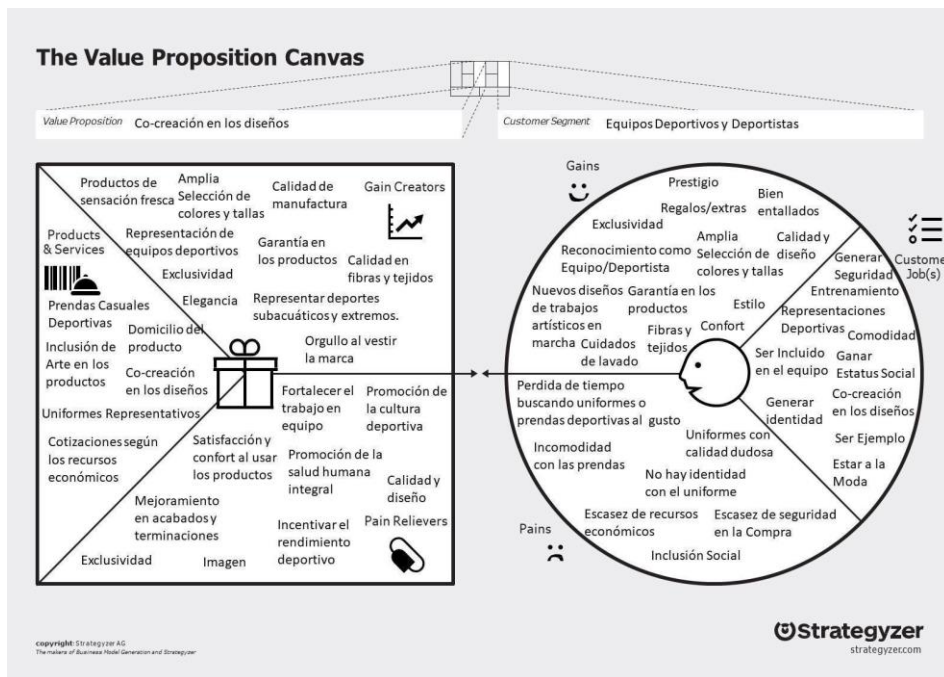 The Value Proposition Canvas
Value Proposition
Co-creación en los diseños
Customer Segment
Equipos Deportivos y Deportistas
Productos de
sensación fresca
Amplia
Selección de
colores y tallas
Calidad de
manufactura
Gain Creators
Products
& Services
Representación de
equipos deportivos
Garantía en
los productos
Calidad en
fibras y tejidos
Exclusividad
Prendas Casuales
Deportivas
Elegancia
Representar deportes
subacuáticos y extremos.
Domicilio del
producto
Orgullo al vestir
la marca
Inclusión de
Arte en los
productos
Co-creación
en los diseños
Uniformes Representativos
Fortalecer el
trabajo en
equipo
Promoción de
la cultura
deportiva
Cotizaciones según
los recursos
económicos
Satisfacción y
confort al usar
los productos
Promoción de la
salud humana
integral
Calidad y
diseño
Mejoramiento
en acabados y
terminaciones
Incentivar el
rendimiento
deportivo
Pain Relievers
Exclusividad
Imagen
Gains
Prestigio
Regalos/extras
Bien
entallados
Exclusividad
Reconocimiento como
Equipo/Deportista
Amplia
Selección de
colores y tallas
Calidad y
diseño
Nuevos diseños
de trabajos
artísticos en
marcha
Garantía en los
productos
Estilo
Cuidados
de lavado
Fibras y
tejidos
Confort
Custome
Job(s)
Generar
Seguridad
Entrenamiento
Representaciones
Deportivas
Comodidad
Ser Incluido
en el equipo
Ganar
Estatus Social
Generar
identidad
Co-creación
en los diseños
Ser Ejemplo
Estar a la
Moda
Perdida de tiempo
buscando uniformes o
prendas deportivas al gusto
Uniformes con
calidad dudosa
Incomodidad
con las prendas
No hay identidad
con el uniforme
Pains
Escasez de recursos
económicos
Escasez de seguridad
en la Compra
Inclusión Social
copyright: Strategyzer AG
The makers of Business Model Generation and Strategyzer
Strategyzer
strategyzer.com